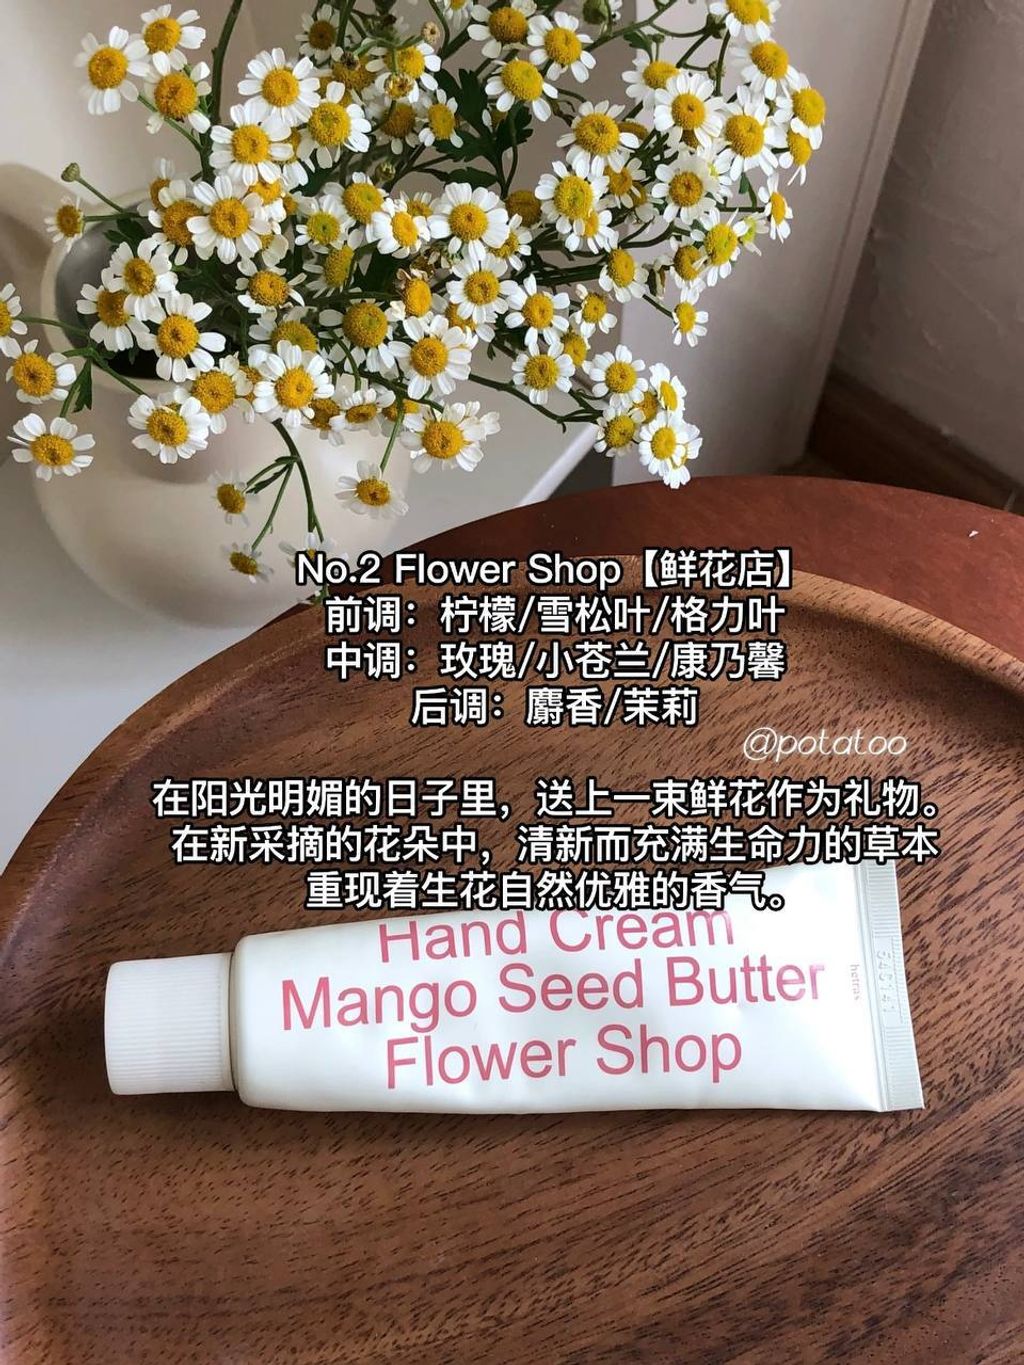 No.2 Flower Shop【鲜花店】
前调：柠檬/雪松叶/格力叶
中调：玫瑰/小苍兰/康乃馨
后调：麝香/茉莉
@potatoo
在阳光明媚的日子里，送上一束鲜花作为礼物。
在新采摘的花朵中，清新而充满生命力的草本
重现着生花自然优雅的香气。
Hand Cream
Mango Seed Butter
Flower Shop
hetras